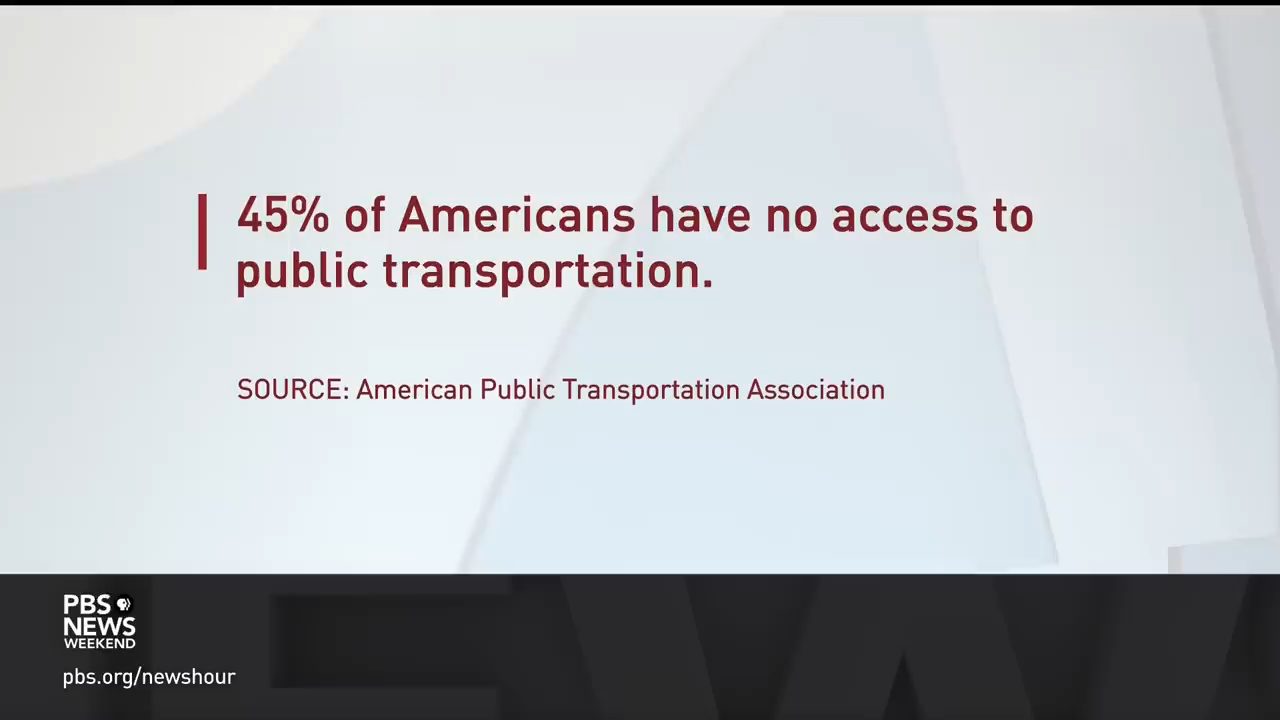 45% of Americans have no access to
public transportation.
SOURCE: American Public Transportation Association
PBS
NEWS
WEEKEND
pbs.org/newshour